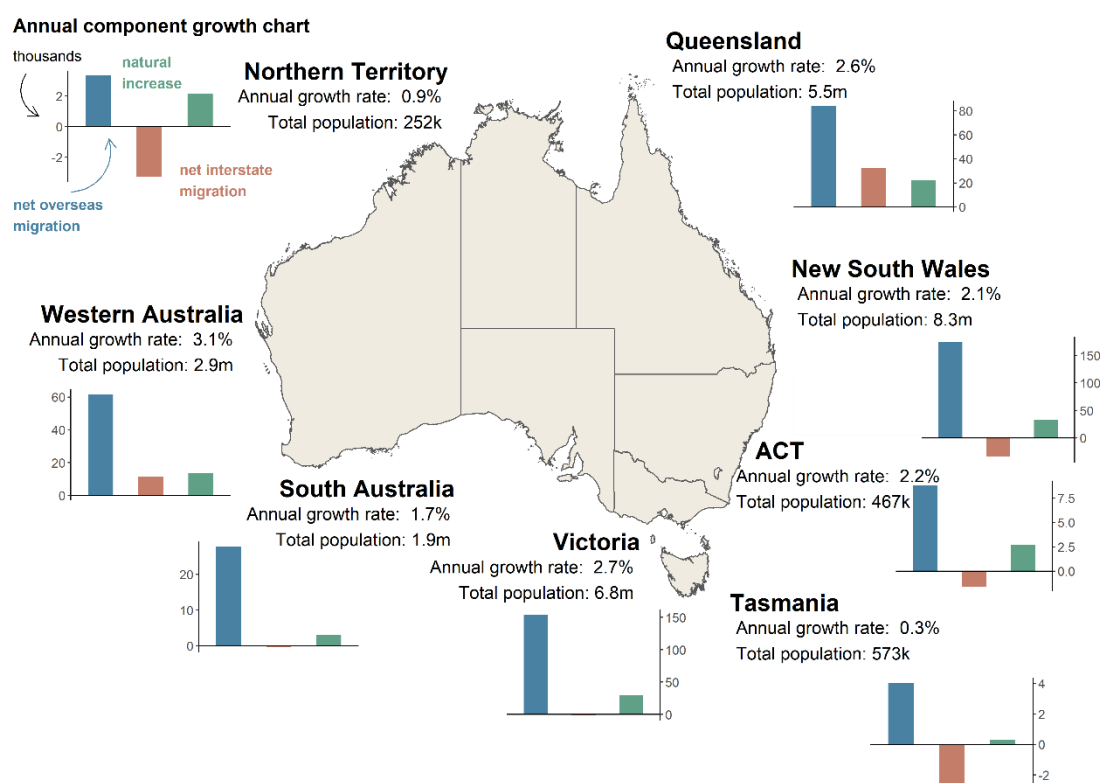 Annual component growth chart
thousands
natural
increase
2
0
-2
net interstate
migration
net overseas
migration
Northern Territory
Annual growth rate: 0.9%
Total population: 252k
Queensland
Annual growth rate: 2.6%
Total population: 5.5m
80
60
40
20
0
New South Wales
Annual growth rate: 2.1%
Total population: 8.3m
150
100
50
0
Western Australia
Annual growth rate: 3.1%
Total population: 2.9m
60
40
20
0
ACT
Annual growth rate: 2.2%
Total population: 467k
7.5
5.0
2.5
0.0
South Australia
Annual growth rate: 1.7%
Total population: 1.9m
20
10
0
Victoria
Annual growth rate: 2.7%
Total population: 6.8m
150
100
50
0
Tasmania
Annual growth rate: 0.3%
Total population: 573k
4
2
0
-2